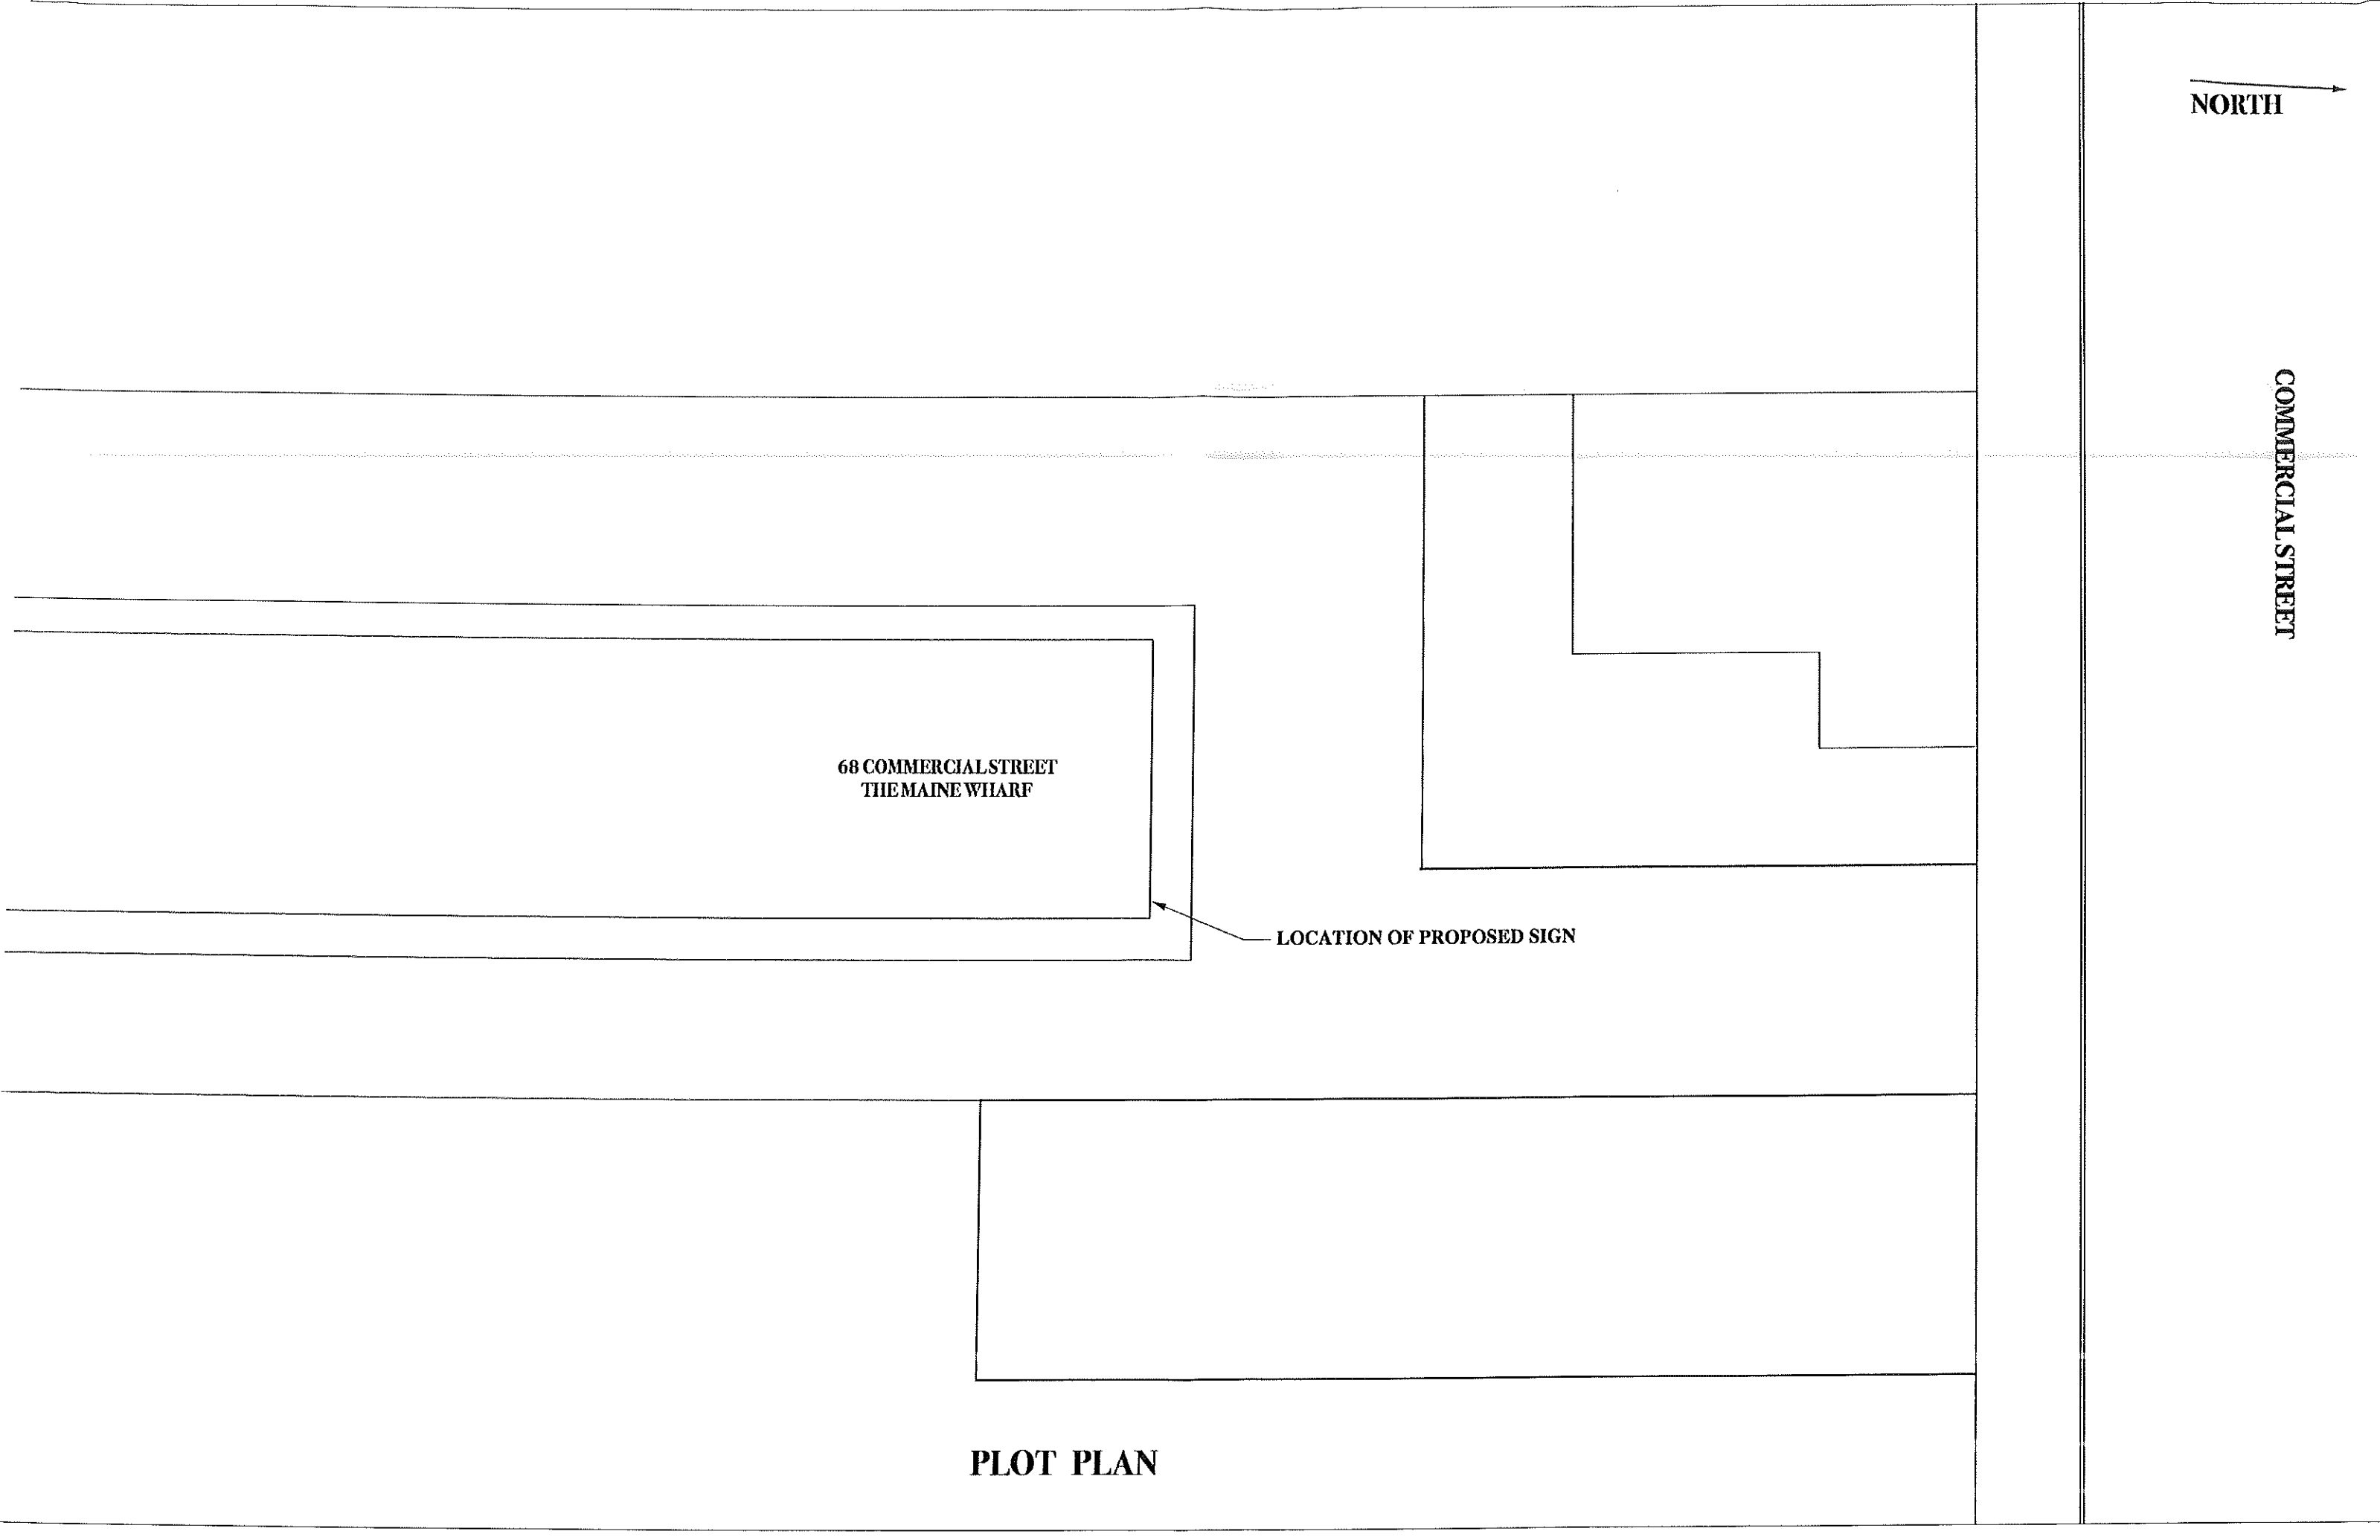 NORTH
COMMERCIAL STREET
68 COMMERCIAL STREET
THE MAINE WHARF
LOCATION OF PROPOSED SIGN
PLOT PLAN